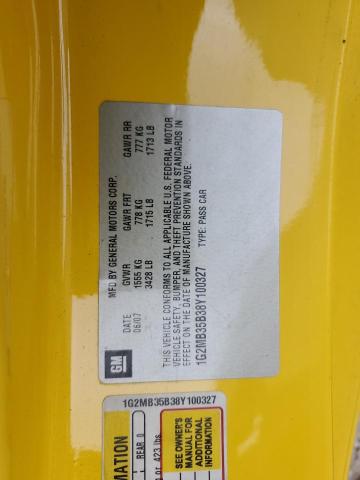 GM
MFD BY GENERAL MOTORS CORP.
DATE GVWR GAWR FRT GAWR RR
06/07 1555 KG 778 KG 777 KG
3428 LB 1715 LB 1713 LB
THIS VEHICLE CONFORMS TO ALL APPLICABLE U.S. FEDERAL MOTOR
VEHICLE SAFETY, BUMPER, AND THEFT PREVENTION STANDARDS IN
EFFECT ON THE DATE OF MANUFACTURE SHOWN ABOVE.
1G2MB35B38Y100327 TYPE: PASS CAR
1G2MB35B38Y100327
REAR 0
or 423 lbs
SEE OWNER'S
MANUAL FOR
ADDITIONAL
INFORMATION